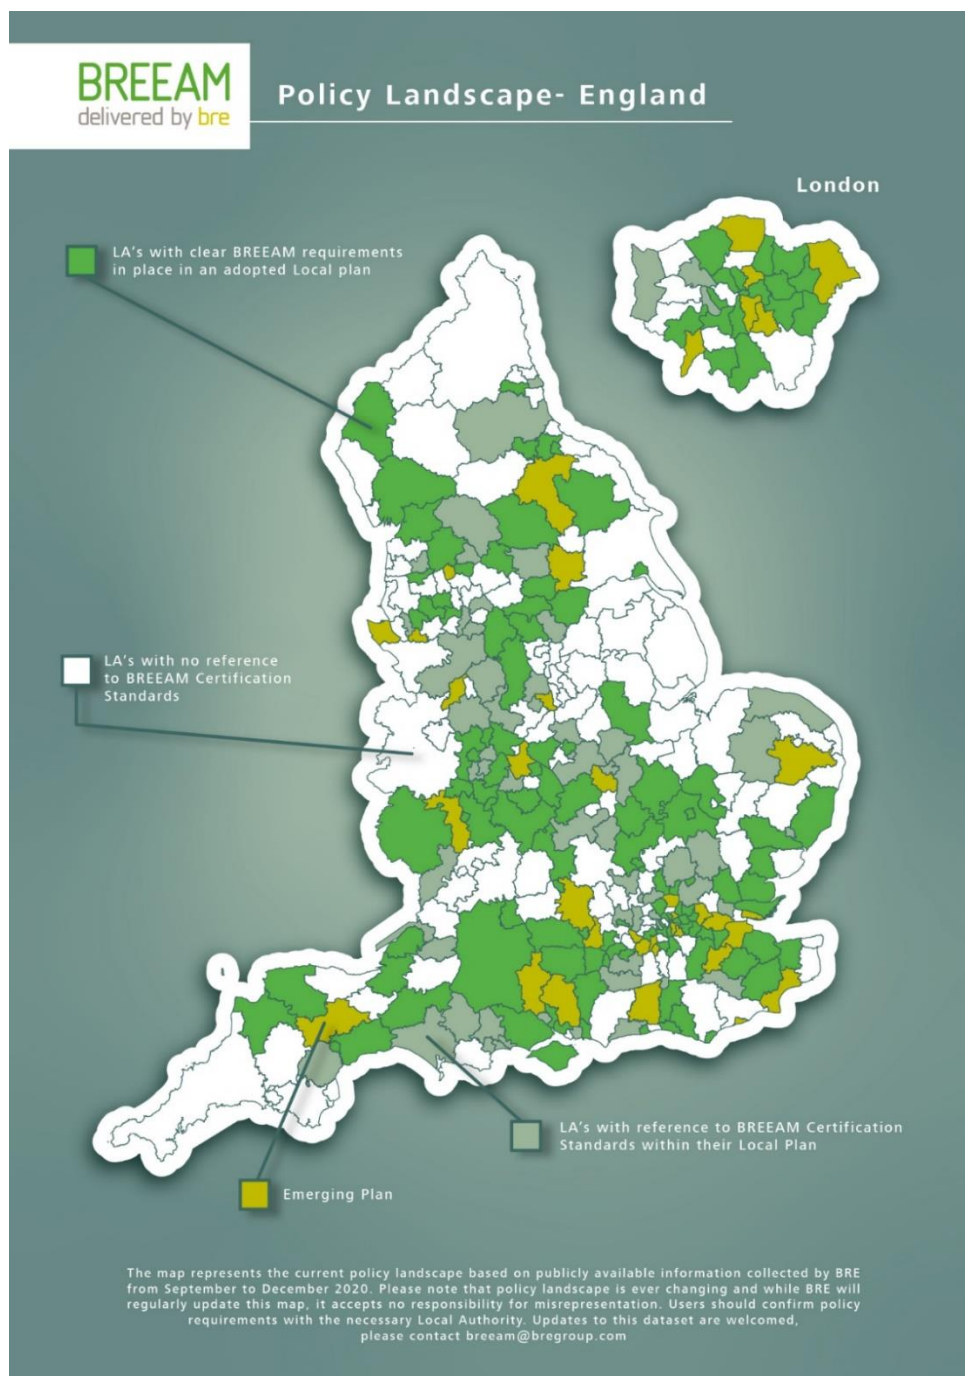 BREEAM
delivered by bre
Policy Landscape- England
London
LA's with clear BREEAM requirements
in place in an adopted Local plan
LA's with no reference
to BREEAM Certification
Standards
LA's with reference to BREEAM Certification
Standards within their Local Plan
Emerging Plan
The map represents the current policy landscape based on publicly available information collected by BRE
from September to December 2020. Please note that policy landscape is ever changing and while BRE will
regularly update this map, it accepts no responsibility for misrepresentation. Users should confirm policy
requirements with the necessary Local Authority. Updates to this dataset are welcomed,
please contact breeam@bregroup.com